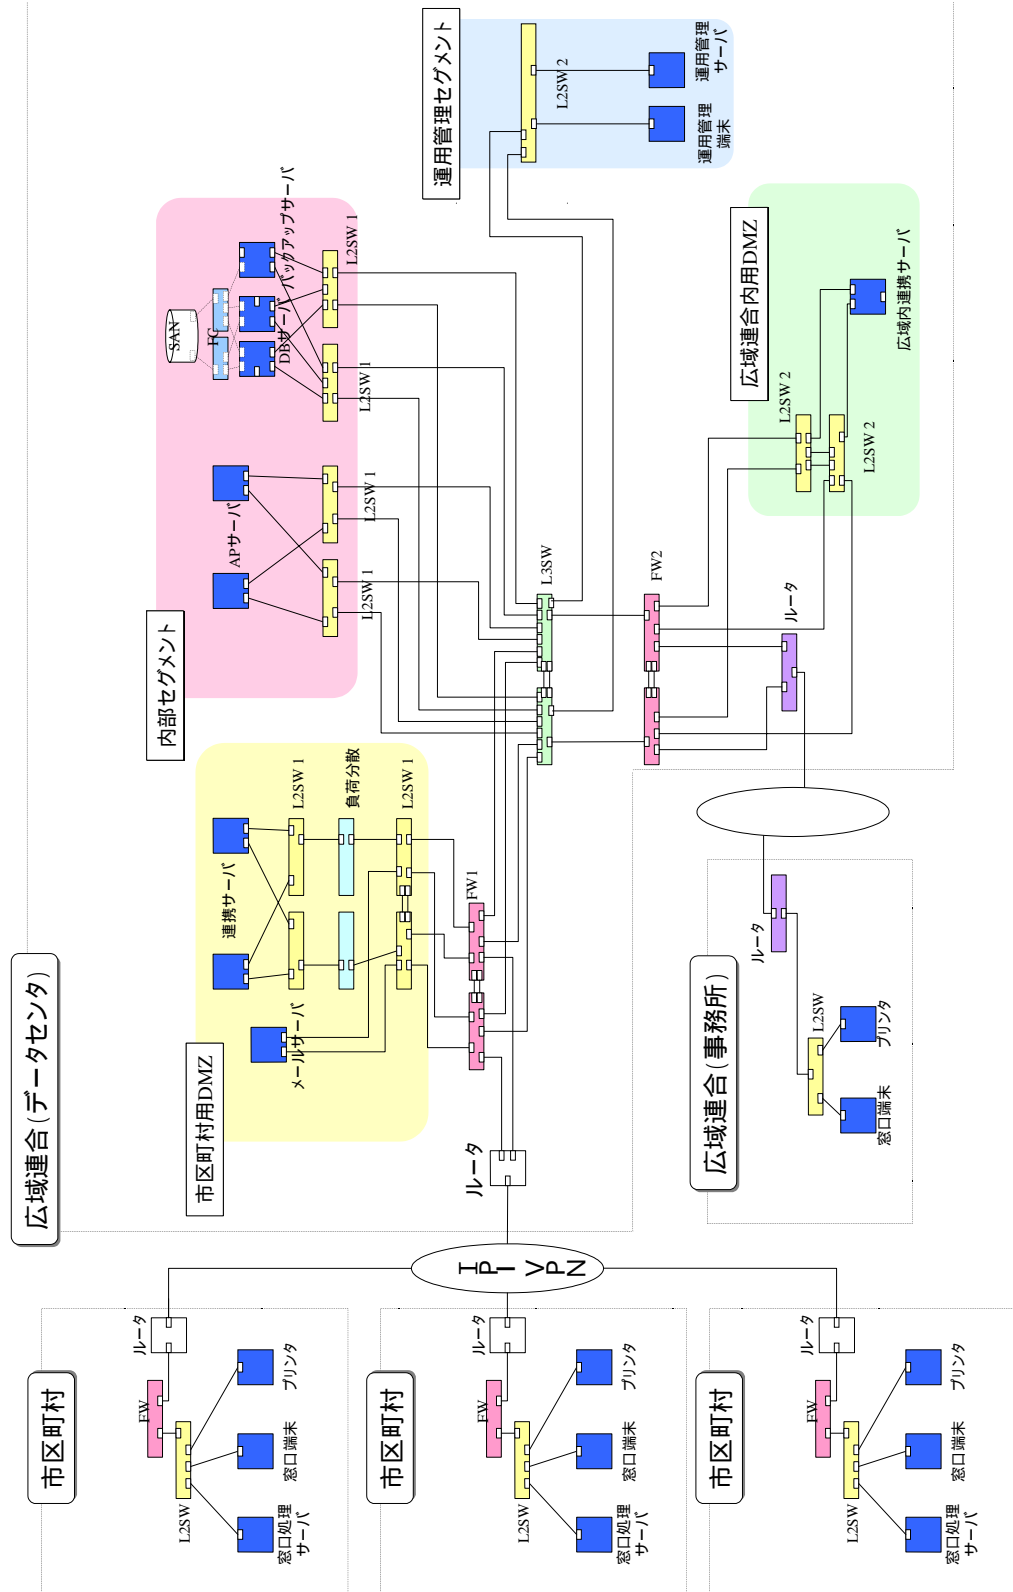 広域連合(データセンタ)
市区町村用DMZ
連携サーバ
メールサーバ
L2SW 1
負荷分散
L2SW 1
FW1
ルータ
内部セグメント
APサーバ
L2SW 1
L2SW 1
SAN
FC
DBサーバ
バックアップサーバ
L2SW 1
L2SW 1
L3SW
FW2
ルータ
運用管理セグメント
L2SW 2
運用管理
サーバ
運用管理
端末
広域連合内用DMZ
L2SW 2
L2SW 2
広域内連携サーバ
広域連合(事務所)
ルータ
L2SW
プリンタ
窓口端末
IP-VPN
市区町村
ルータ
FW
L2SW
プリンタ
窓口端末
窓口処理
サーバ
市区町村
ルータ
FW
L2SW
プリンタ
窓口端末
窓口処理
サーバ
市区町村
ルータ
FW
L2SW
プリンタ
窓口端末
窓口処理
サーバ